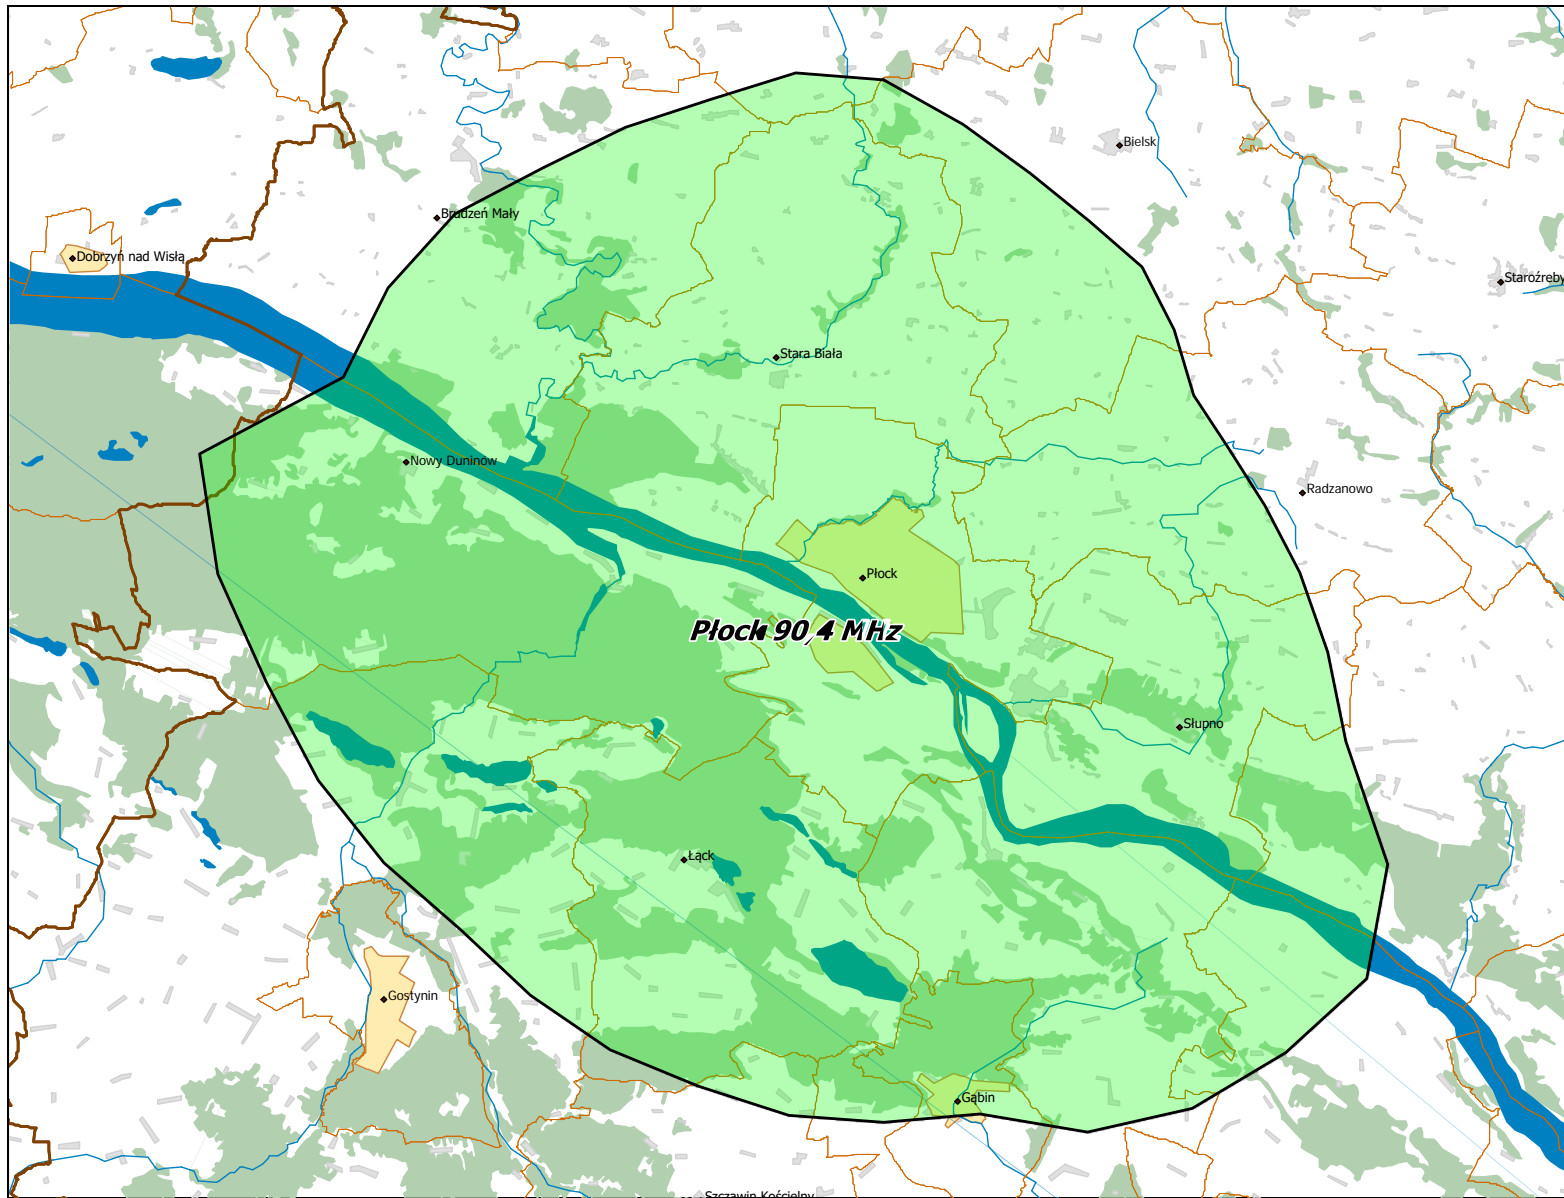 Bielsk
Brudzeń Mały
Dobrzyń nad Wisłą
Staroźreby
Stara Biała
Nowy Duninów
Radzanowo
Płock
Płock 90,4 MHz
Słupno
Łąck
Gostynin
Gąbin
Szczawin Kościelny